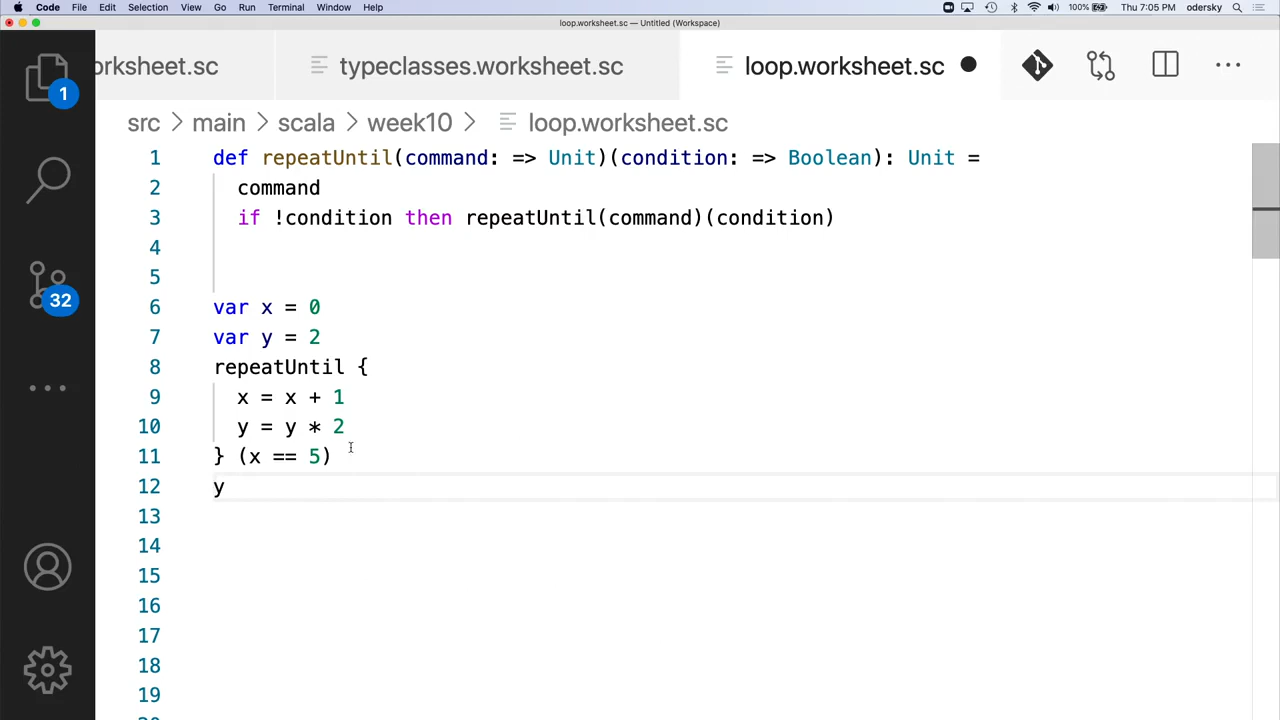 Code File Edit Selection View Go Run Terminal Window Help 100% Thu 7:05 PM odersky
loop.worksheet.sc — Untitled (Workspace)
orksheet.sc typeclasses.worksheet.sc loop.worksheet.sc
src > main > scala > week10 > loop.worksheet.sc
1
32
1 def repeatUntil(command: => Unit)(condition: => Boolean): Unit =
2 command
3 if !condition then repeatUntil(command)(condition)
4
5
6 var x = 0
7 var y = 2
8 repeatUntil {
9 x = x + 1
10 y = y * 2
11 } (x == 5)
12 y
13
14
15
16
17
18
19